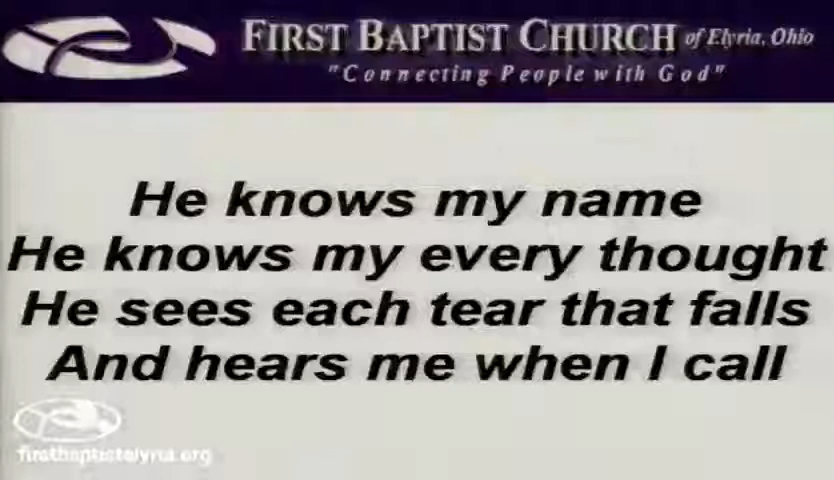 FIRST BAPTIST CHURCH of Elyria, Ohio
"Connecting People with God"
He knows my name
He knows my every thought
He sees each tear that falls
And hears me when I call
firstbaptistelyria.org